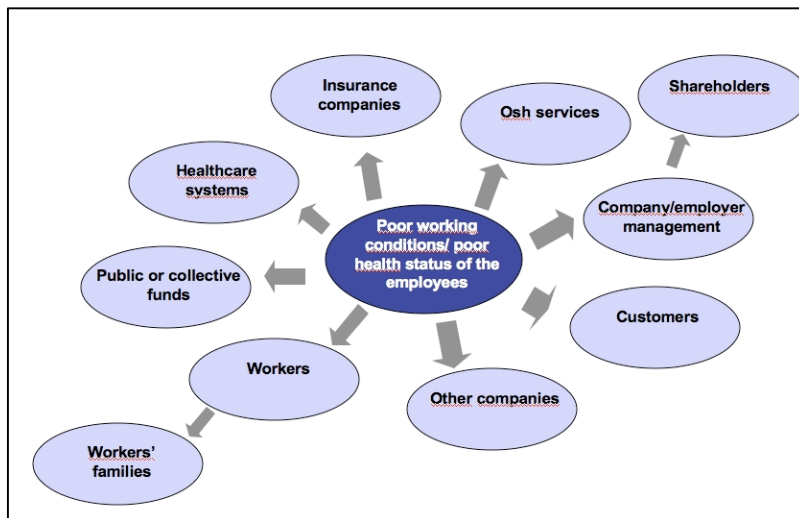 Insurance
companies
Osh services
Shareholders
Healthcare
systems
Poor working
conditions/ poor
health status of the
employees
Company/employer
management
Public or collective
funds
Customers
Workers
Other companies
Workers’
families